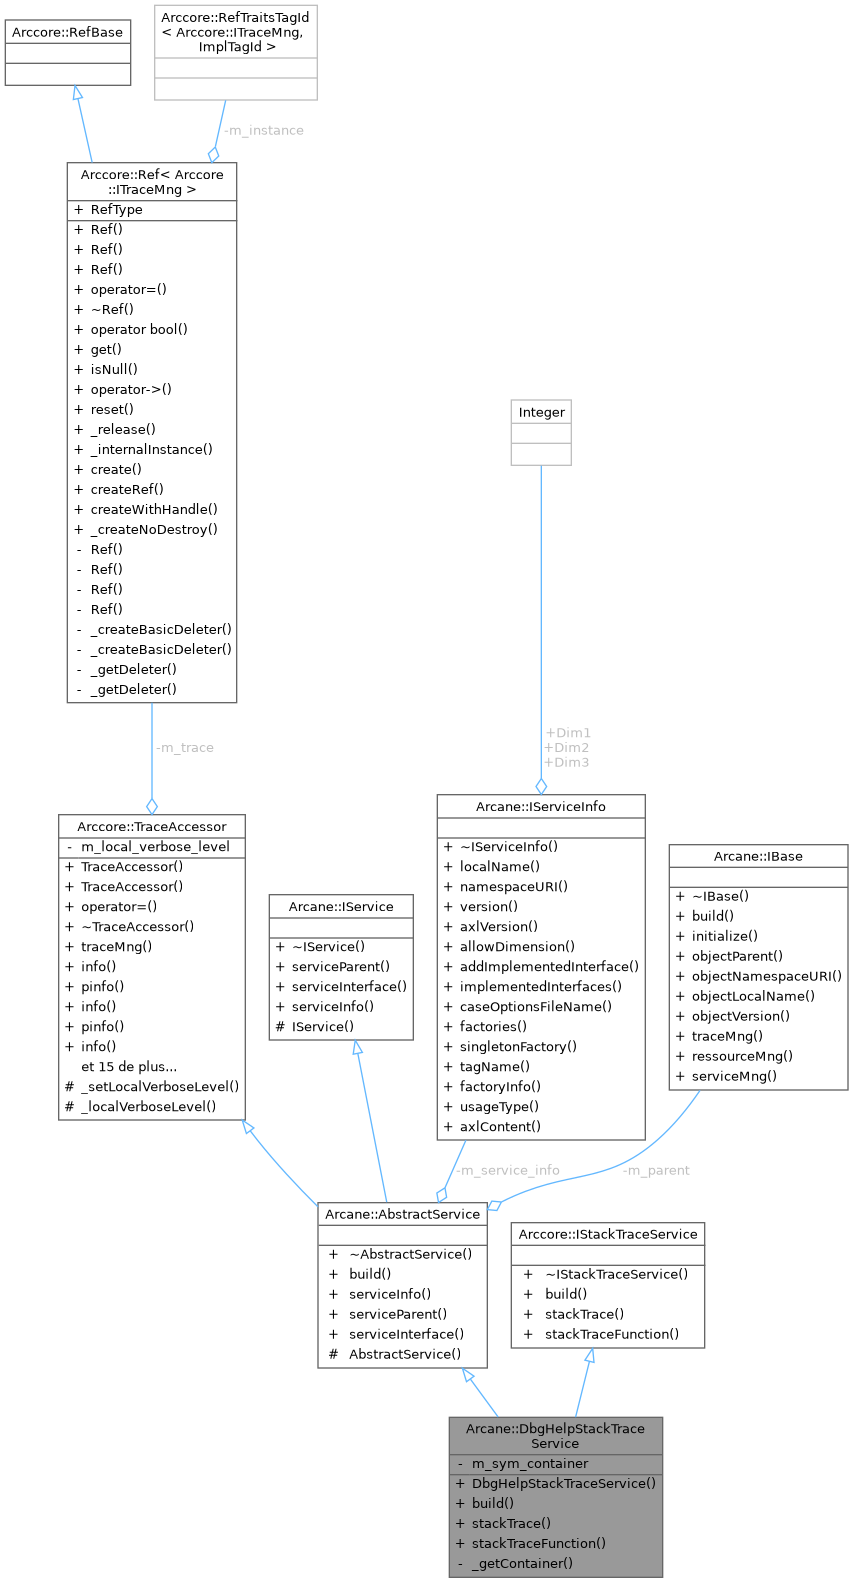 Arccore::RefBase
Arccore::RefTraitsTagId
< Arccore::ITraceMng,
ImplTagId >
-m_instance
Arccore::Ref< Arccore
::ITraceMng >
+ RefType
+ Ref()
+ Ref()
+ Ref()
+ operator=()
+ ~Ref()
+ operator bool()
+ get()
+ isNull()
+ operator->()
+ reset()
+ _release()
+ _internalInstance()
+ create()
+ createRef()
+ createWithHandle()
+ _createNoDestroy()
- Ref()
- Ref()
- Ref()
- Ref()
- _createBasicDeleter()
- _createBasicDeleter()
- _getDeleter()
- _getDeleter()
Integer
-m_trace
+Dim1
+Dim2
+Dim3
Arccore::TraceAccessor
- m_local_verbose_level
+ TraceAccessor()
+ TraceAccessor()
+ operator=()
+ ~TraceAccessor()
+ traceMng()
+ info()
+ pinfo()
+ info()
+ pinfo()
+ info()
et 15 de plus...
# _setLocalVerboseLevel()
# _localVerboseLevel()
Arcane::IService
+ ~IService()
+ serviceParent()
+ serviceInterface()
+ serviceInfo()
# IService()
Arcane::IServiceInfo
+ ~IServiceInfo()
+ localName()
+ namespaceURI()
+ version()
+ axlVersion()
+ allowDimension()
+ addImplementedInterface()
+ implementedInterfaces()
+ caseOptionsFileName()
+ factories()
+ singletonFactory()
+ tagName()
+ factoryInfo()
+ usageType()
+ axlContent()
Arcane::IBase
+ ~IBase()
+ build()
+ initialize()
+ objectParent()
+ objectNamespaceURI()
+ objectLocalName()
+ objectVersion()
+ traceMng()
+ ressourceMng()
+ serviceMng()
-m_service_info
-m_parent
Arcane::AbstractService
+ ~AbstractService()
+ build()
+ serviceInfo()
+ serviceParent()
+ serviceInterface()
# AbstractService()
Arccore::IStackTraceService
+ ~IStackTraceService()
+ build()
+ stackTrace()
+ stackTraceFunction()
Arcane::DbgHelpStackTrace
Service
- m_sym_container
+ DbgHelpStackTraceService()
+ build()
+ stackTrace()
+ stackTraceFunction()
- _getContainer()